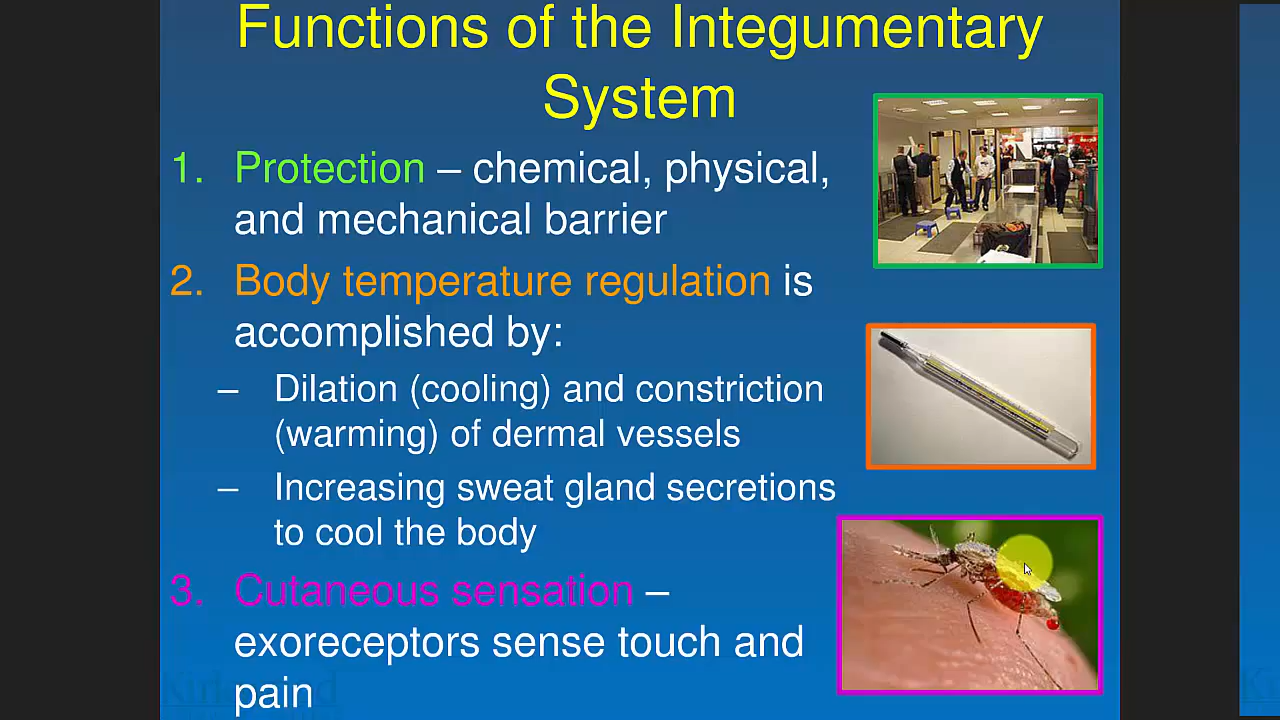 Functions of the Integumentary
System
1. Protection – chemical, physical,
and mechanical barrier
2. Body temperature regulation is
accomplished by:
– Dilation (cooling) and constriction
(warming) of dermal vessels
– Increasing sweat gland secretions
to cool the body
3. Cutaneous sensation –
exoreceptors sense touch and
pain